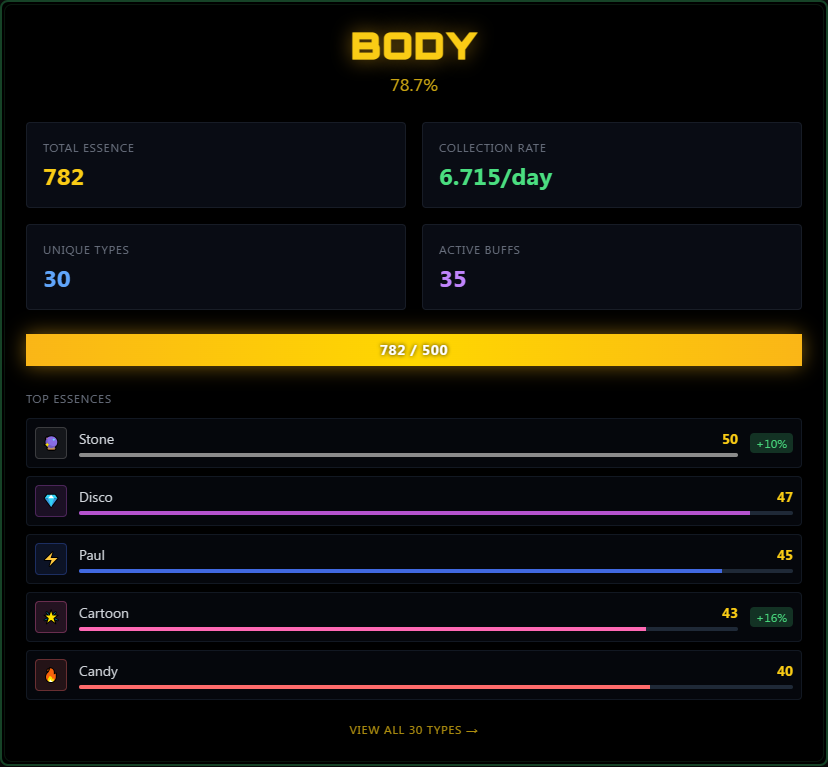 BODY
78.7%
TOTAL ESSENCE
782
COLLECTION RATE
6.715/day
UNIQUE TYPES
30
ACTIVE BUFFS
35
782 / 500
TOP ESSENCES
Stone 50 +10%
Disco 47
Paul 45
Cartoon 43 +16%
Candy 40
VIEW ALL 30 TYPES →